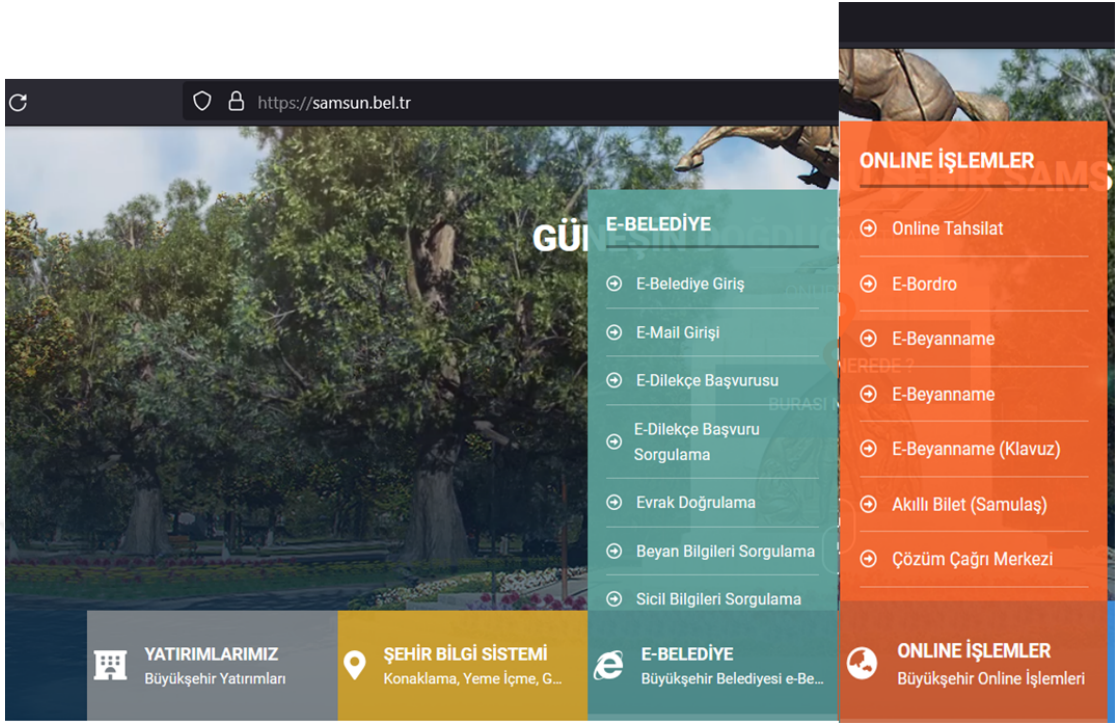 https://samsun.bel.tr
GÜ
E-BELEDİYE
E-Belediye Giriş
E-Mail Girişi
E-Dilekçe Başvurusu
E-Dilekçe Başvuru
Sorgulama
Evrak Doğrulama
Beyan Bilgileri Sorgulama
Sicil Bilgileri Sorgulama
ONLINE İŞLEMLER
Online Tahsilat
E-Bordro
E-Beyanname
E-Beyanname
E-Beyanname (Klavuz)
Akıllı Bilet (Samulaş)
Çözüm Çağrı Merkezi
YATIRIMLARIMIZ
Büyükşehir Yatırımları
ŞEHİR BİLGİ SİSTEMİ
Konaklama, Yeme İçme, G...
E-BELEDİYE
Büyükşehir Belediyesi e-Be...
ONLINE İŞLEMLER
Büyükşehir Online İşlemleri